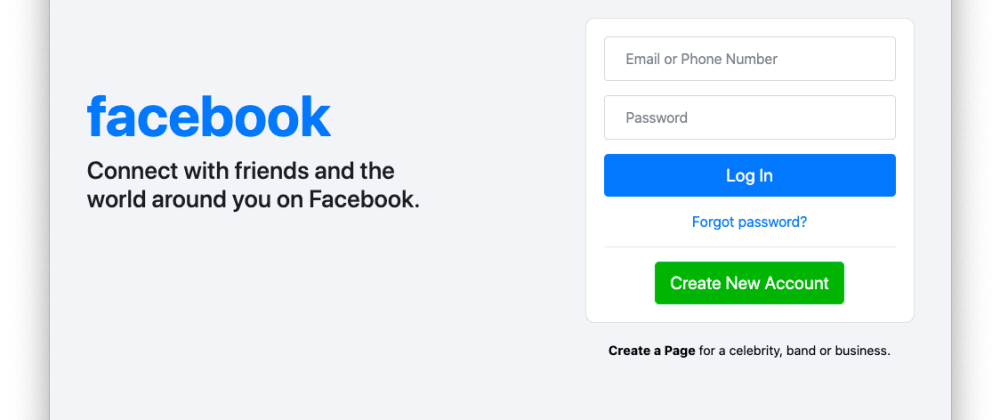 facebook
Connect with friends and the
world around you on Facebook.
Email or Phone Number
Password
Log In
Forgot password?
Create New Account
Create a Page for a celebrity, band or business.